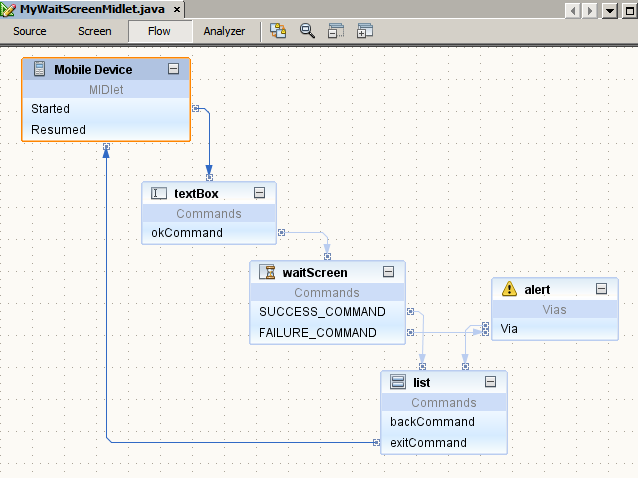 MyWaitScreenMidlet.java ×
Source Screen Flow Analyzer
Mobile Device
MIDlet
Started
Resumed
textBox
Commands
okCommand
waitScreen
Commands
SUCCESS_COMMAND
FAILURE_COMMAND
alert
Vias
Via
list
Commands
backCommand
exitCommand